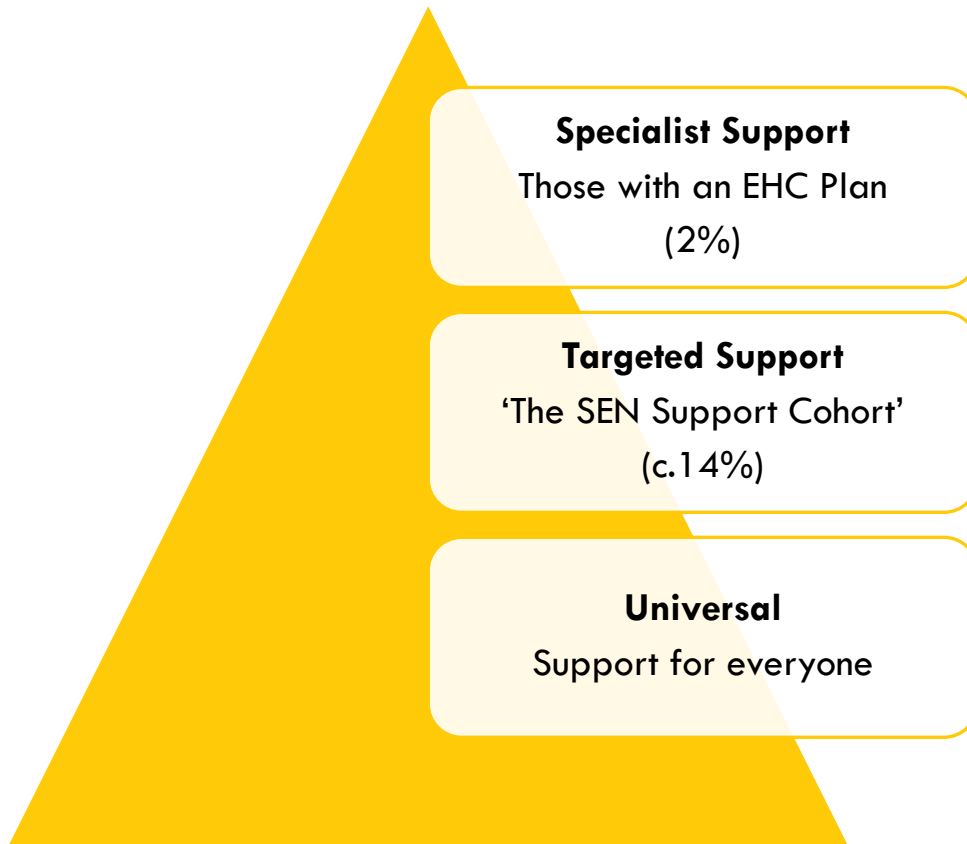 Specialist Support
Those with an EHC Plan
(2%)
Targeted Support
‘The SEN Support Cohort’
(c.14%)
Universal
Support for everyone